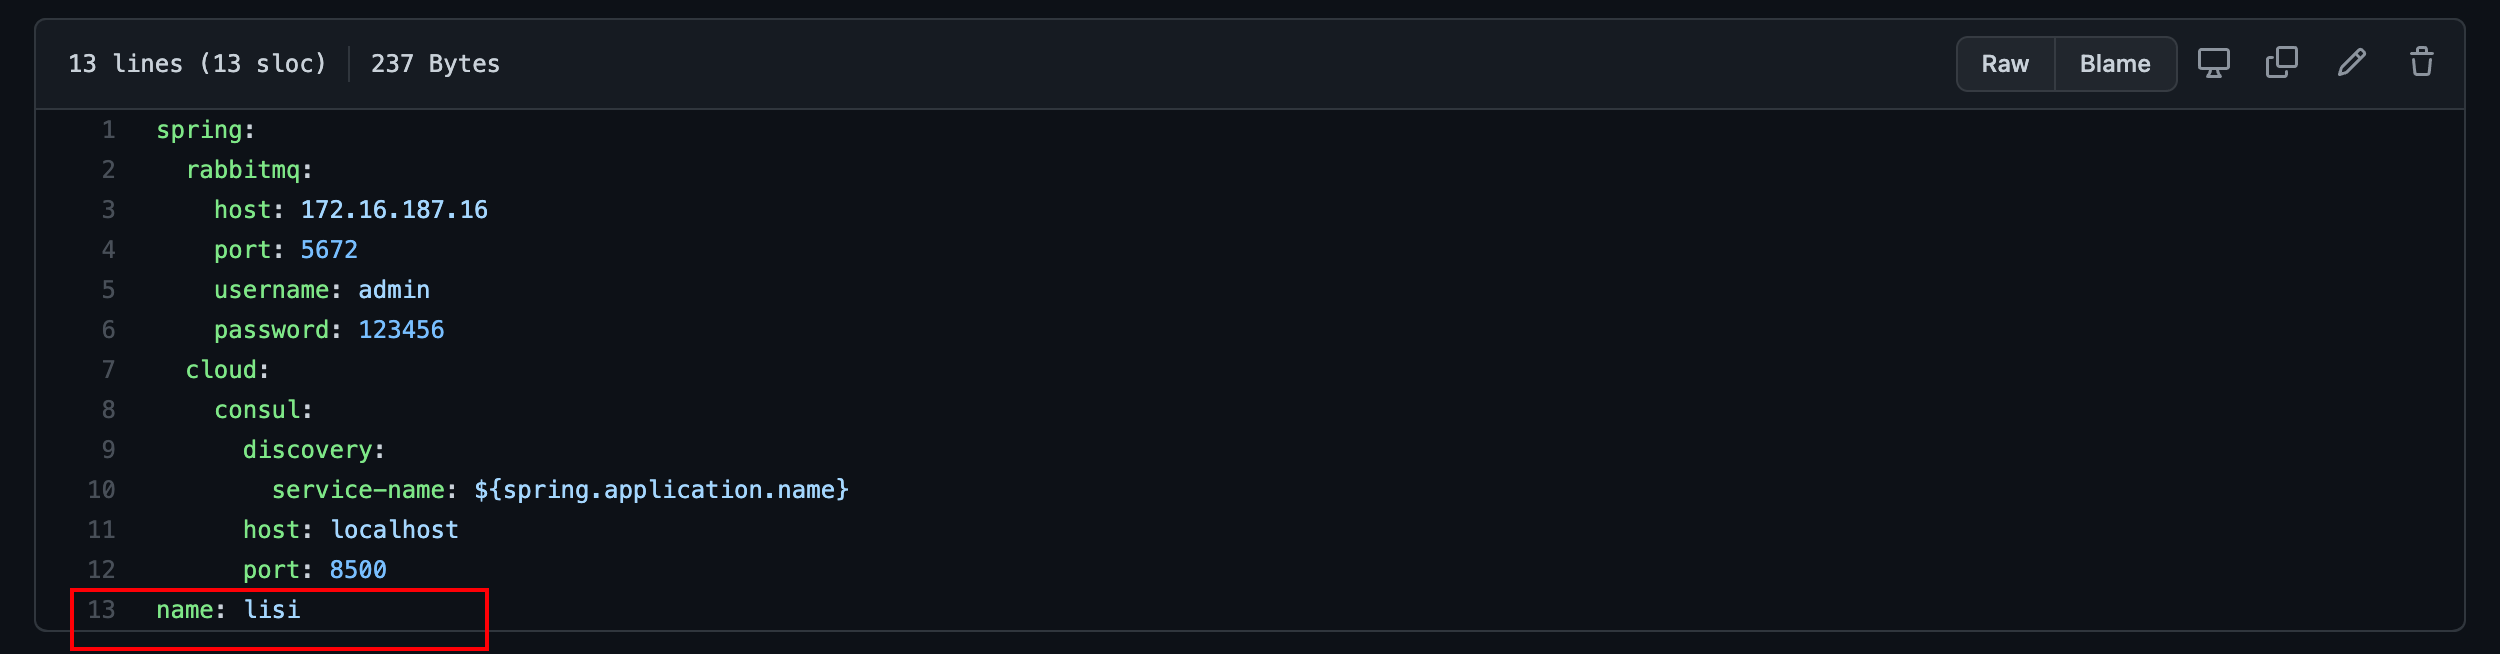 13 lines (13 sloc) | 237 Bytes Raw Blame
1 spring:
2   rabbitmq:
3     host: 172.16.187.16
4     port: 5672
5     username: admin
6     password: 123456
7   cloud:
8     consul:
9       discovery:
10         service-name: ${spring.application.name}
11       host: localhost
12       port: 8500
13 name: lisi